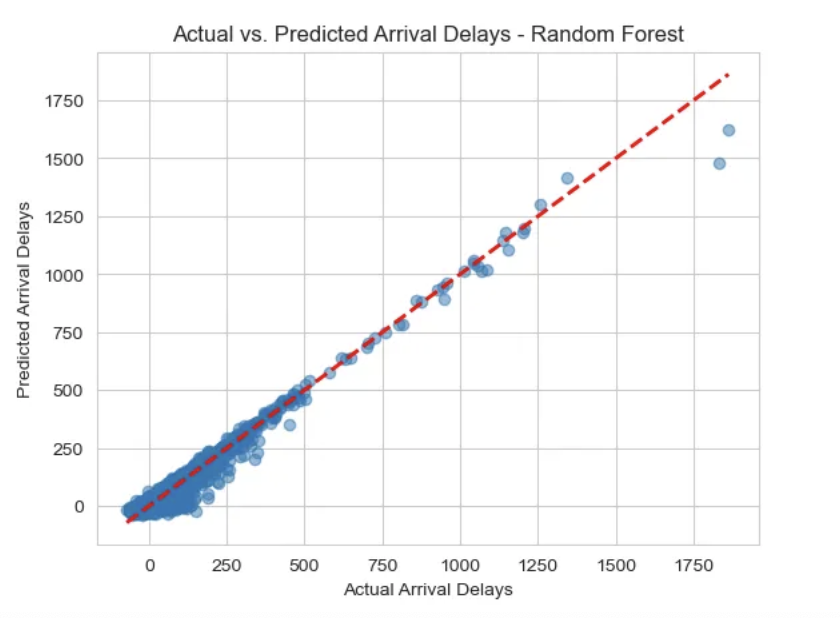 Actual vs. Predicted Arrival Delays - Random Forest
Predicted Arrival Delays
1750
1500
1250
1000
750
500
250
0
0 250 500 750 1000 1250 1500 1750
Actual Arrival Delays